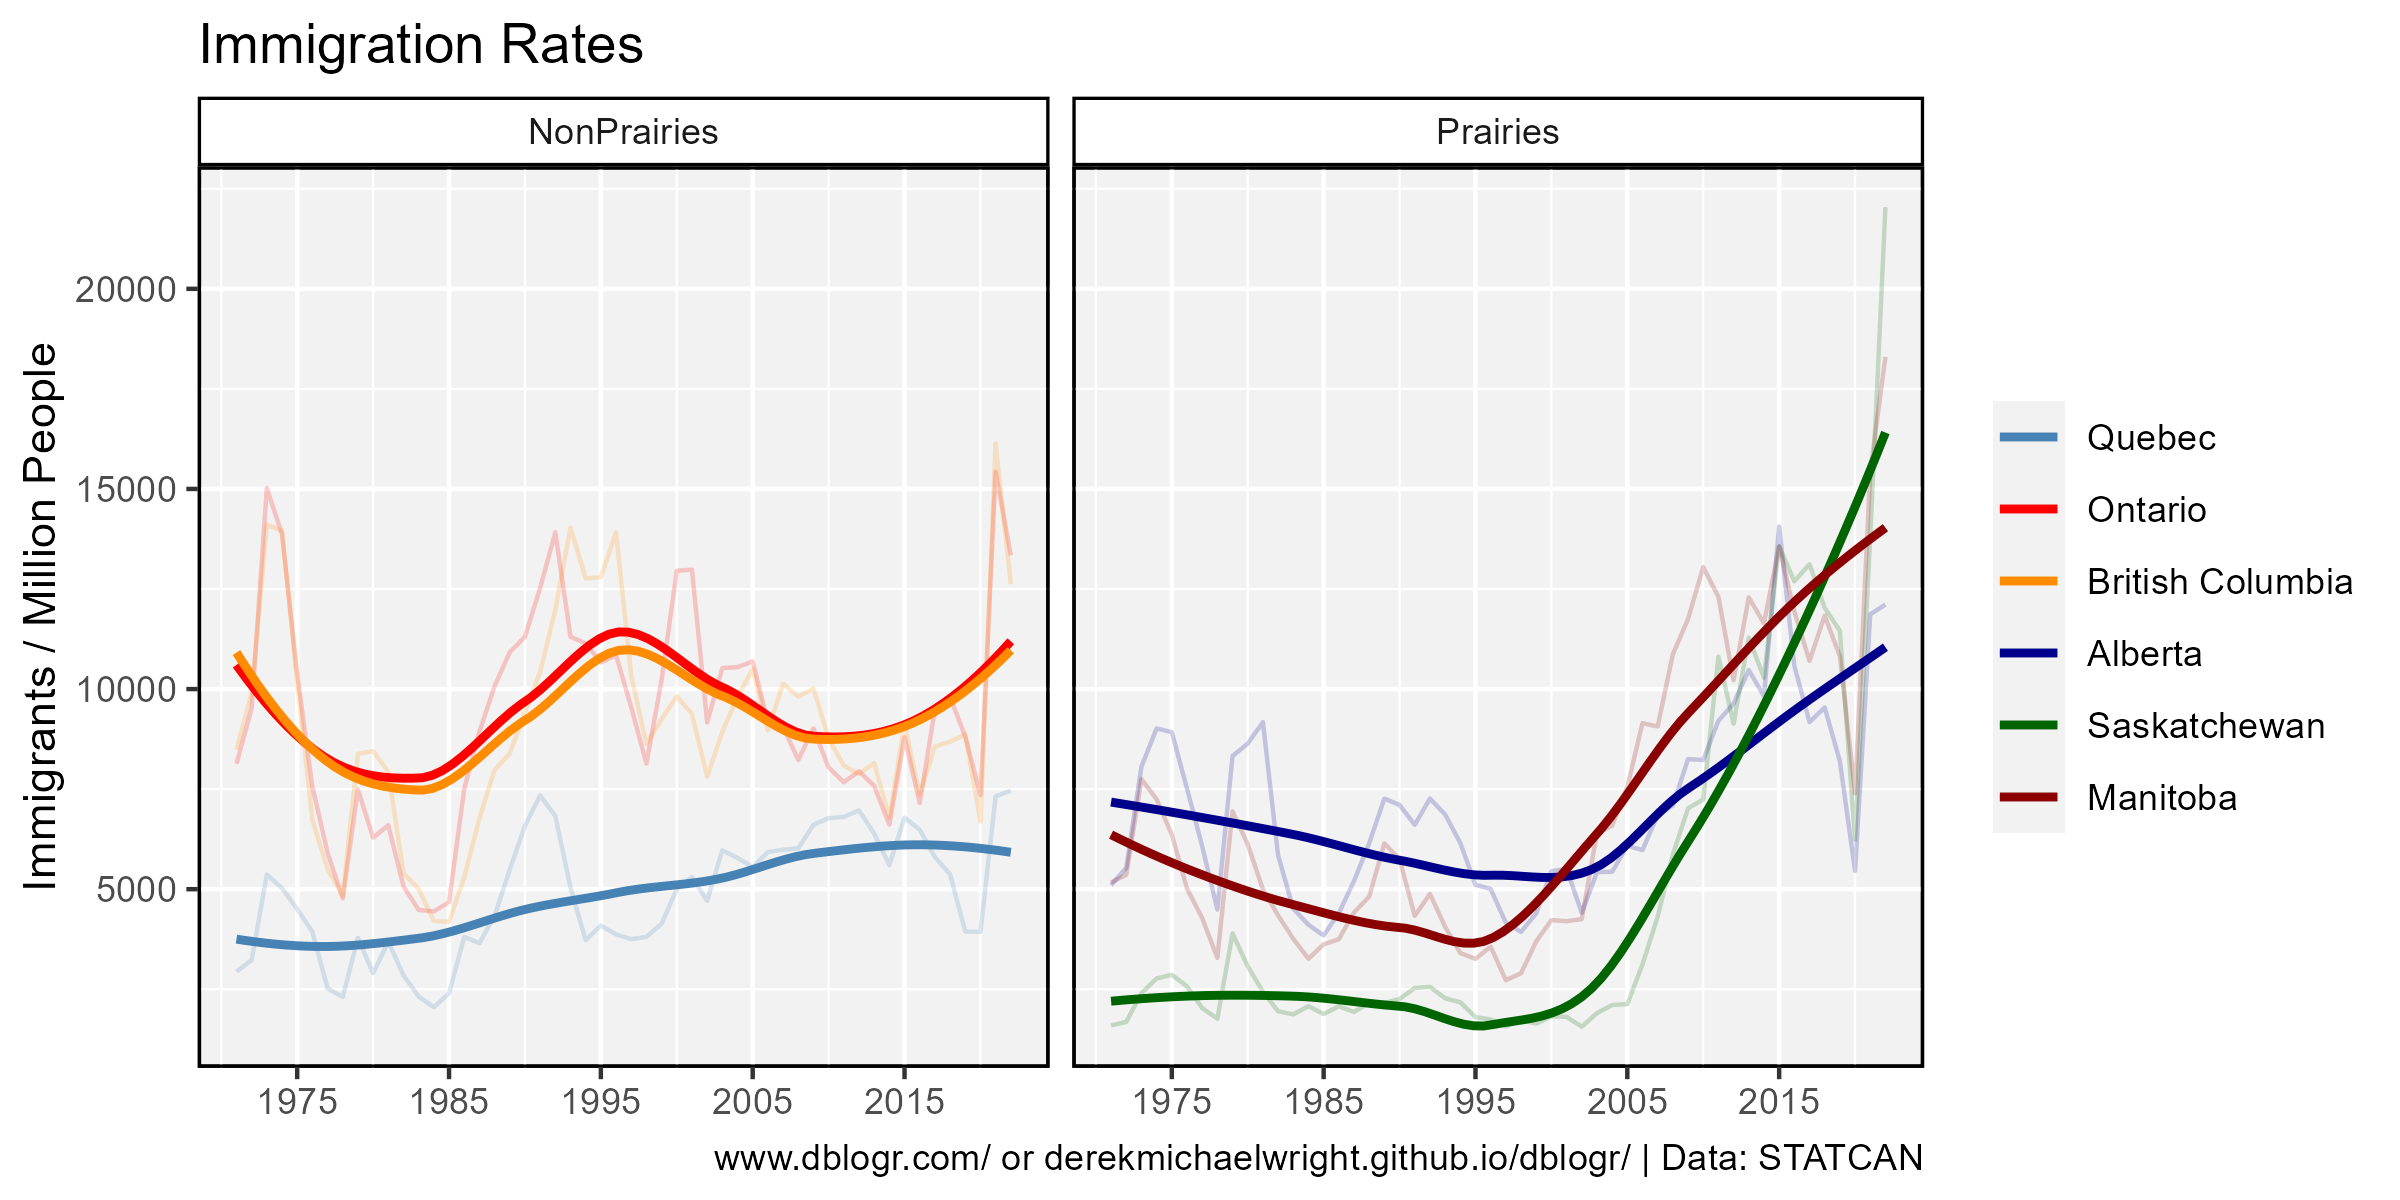 Immigration Rates
NonPrairies
Prairies
Immigrants / Million People
20000
15000
10000
5000
1975 1985 1995 2005 2015
1975 1985 1995 2005 2015
Quebec
Ontario
British Columbia
Alberta
Saskatchewan
Manitoba
www.dblogr.com/ or derekmichaelwright.github.io/dblogr/ | Data: STATCAN